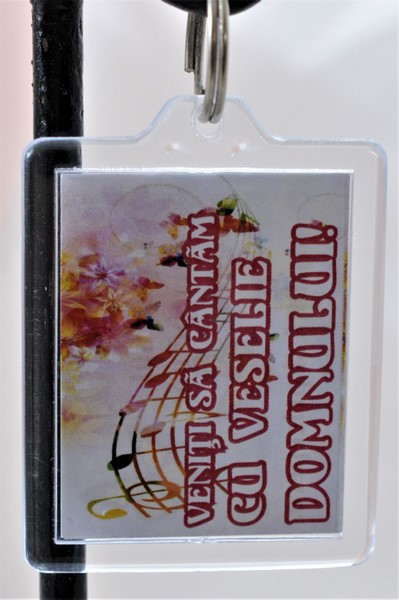 VENIȚI SĂ CÂNTĂM
CU VESELIE
DOMNULUI!